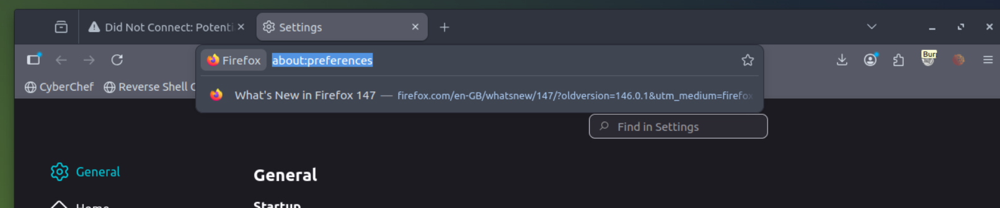 Did Not Connect: Potenti
Settings
Firefox about:preferences
Burr
CyberChef Reverse Shell
What's New in Firefox 147 — firefox.com/en-GB/whatsnew/147/?oldversion=146.0.1&utm_medium=firefox
Find in Settings
General
General
Home
Startup